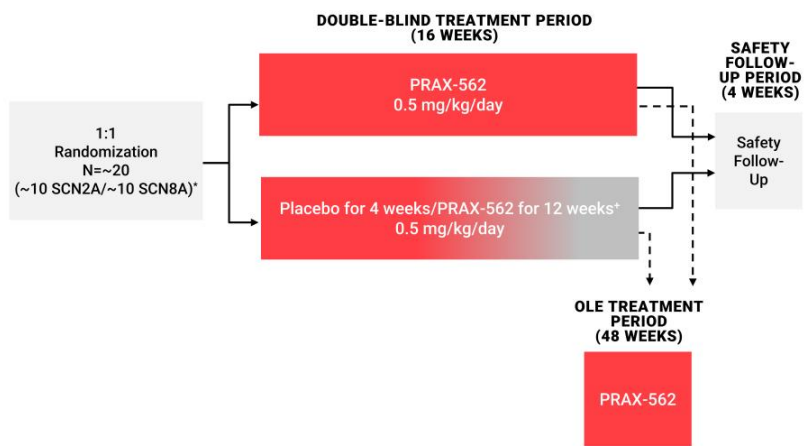 DOUBLE-BLIND TREATMENT PERIOD
(16 WEEKS)
SAFETY
FOLLOW-
UP PERIOD
(4 WEEKS)
1:1
Randomization
N=~20
(~10 SCN2A/~10 SCN8A)*
PRAX-562
0.5 mg/kg/day
Placebo for 4 weeks/PRAX-562 for 12 weeks⁺
0.5 mg/kg/day
Safety
Follow-
Up
OLE TREATMENT
PERIOD
(48 WEEKS)
PRAX-562